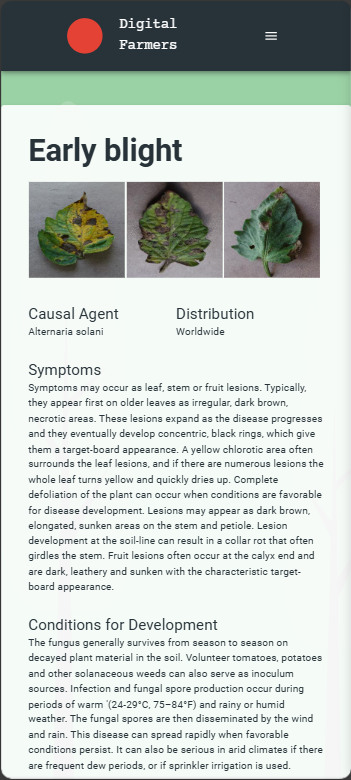 Digital
Farmers
Early blight
Causal Agent
Alternaria solani
Distribution
Worldwide
Symptoms
Symptoms may occur as leaf, stem or fruit lesions. Typically,
they appear first on older leaves as irregular, dark brown,
necrotic areas. These lesions expand as the disease progresses
and they eventually develop concentric, black rings, which give
them a target-board appearance. A yellow chlorotic area often
surrounds the leaf lesions, and if there are numerous lesions the
whole leaf turns yellow and quickly dries up. Complete
defoliation of the plant can occur when conditions are favorable
for disease development. Lesions may appear as dark brown,
elongated, sunken areas on the stem and petiole. Lesion
development at the soil-line can result in a collar rot that often
girdles the stem. Fruit lesions often occur at the calyx end and
are dark, leathery and sunken with the characteristic target-
board appearance.
Conditions for Development
The fungus generally survives from season to season on
decayed plant material in the soil. Volunteer tomatoes, potatoes
and other solanaceous weeds can also serve as inoculum
sources. Infection and fungal spore production occur during
periods of warm '(24-29°C, 75–84°F) and rainy or humid
weather. The fungal spores are then disseminated by the wind
and rain. This disease can spread rapidly when favorable
conditions persist. It can also be serious in arid climates if there
are frequent dew periods, or if sprinkler irrigation is used.